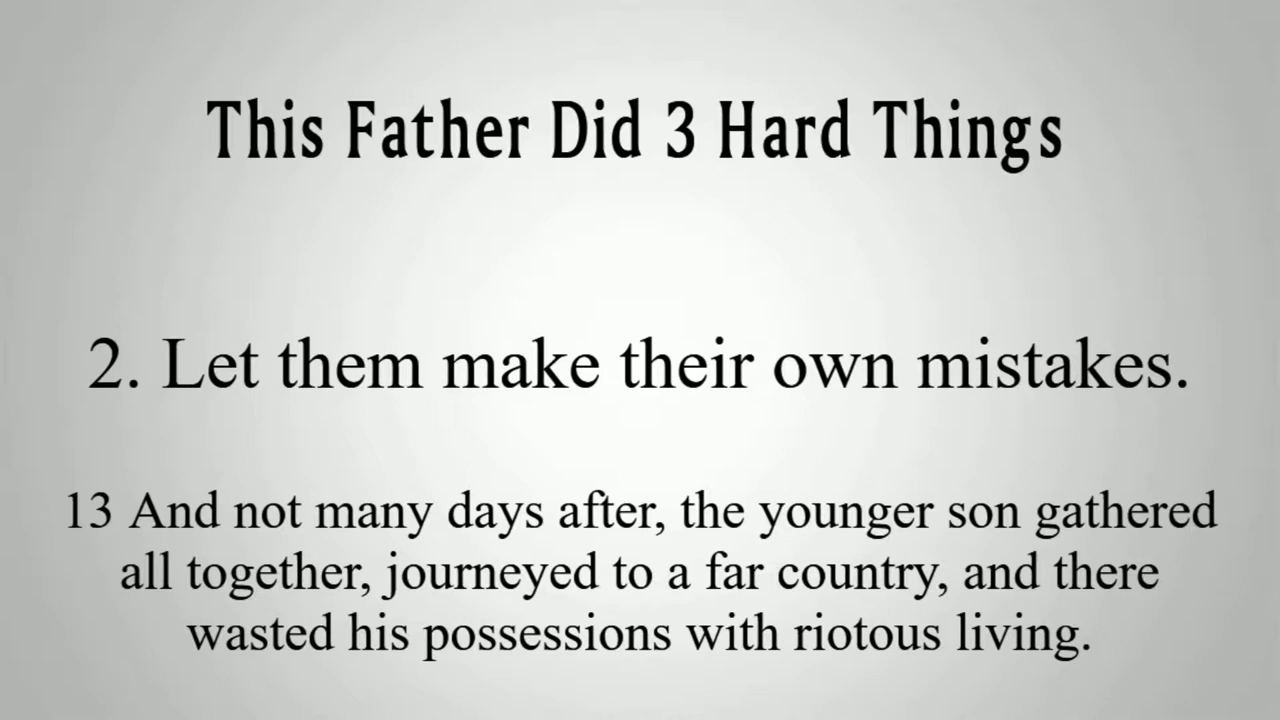 This Father Did 3 Hard Things
2. Let them make their own mistakes.
13 And not many days after, the younger son gathered
all together, journeyed to a far country, and there
wasted his possessions with riotous living.